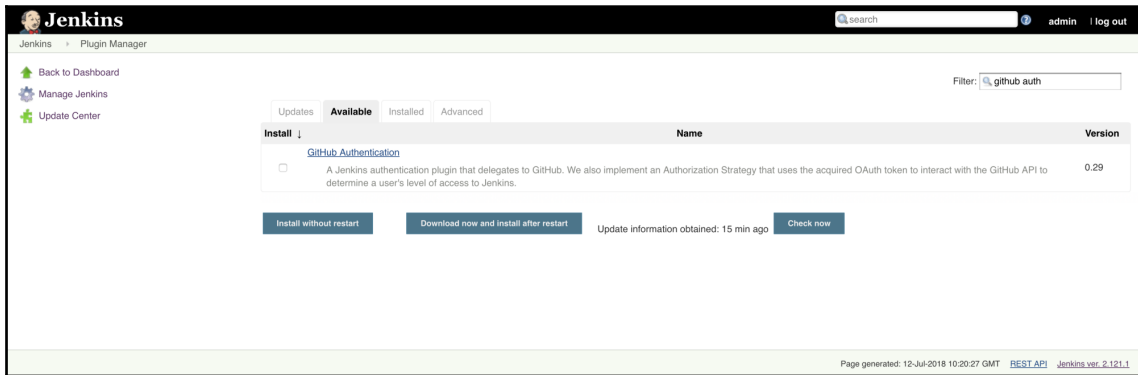 Jenkins
search
admin | log out
Jenkins Plugin Manager
Back to Dashboard
Manage Jenkins
Update Center
Filter: github auth
Updates Available Installed Advanced
Install ↓ Name Version
GitHub Authentication
A Jenkins authentication plugin that delegates to GitHub. We also implement an Authorization Strategy that uses the acquired OAuth token to interact with the GitHub API to 0.29
determine a user's level of access to Jenkins.
Install without restart Download now and install after restart Update information obtained: 15 min ago Check now
Page generated: 12-Jul-2018 10:20:27 GMT REST API Jenkins ver. 2.121.1